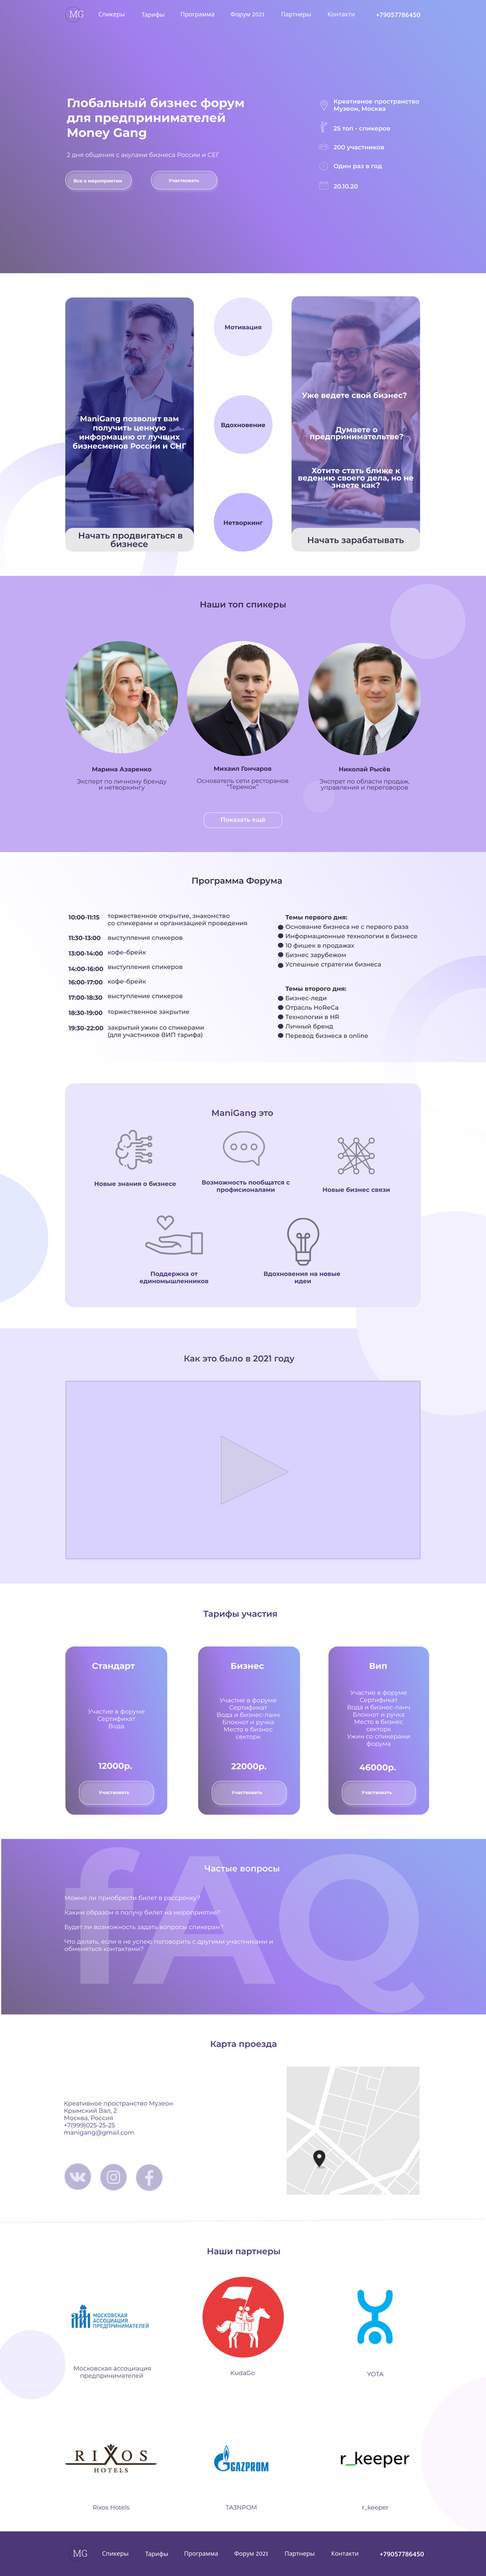 MG Спикеры Тарифы Программа Форум 2021 Партнеры Контакти +79057786450
Глобальный бизнес форум
для предпринимателей
Money Gang
2 дня общения с акулами бизнеса России и СЕГ
Все о мероприятии
Участвовать
Креативное пространство
Музеон, Москва
25 топ - спикеров
200 участников
Один раз в год
20.10.20
ManiGang позволит вам
получить ценную
информацию от лучших
бизнесменов России и СНГ
Начать продвигаться в
бизнесе
Мотивация
Вдохновение
Нетворкинг
Уже ведете свой бизнес?
Думаете о
предпринимательтве?
Хотите стать ближе к
ведению своего дела, но не
знаете как?
Начать зарабатывать
Наши топ спикеры
Марина Азаренко
Эксперт по личному бренду
и нетворкингу
Михаил Гончаров
Основатель сети ресторанов
"Теремок"
Николай Рысёв
Экспрет по области продаж,
управления и переговоров
Показать ещё
Программа Форума
10:00-11:15 торжественное открытие, знакомство
со спикерами и организацией проведения
11:30-13:00 выступления спикеров
13:00-14:00 кофе-брейк
14:00-16:00 выступления спикеров
16:00-17:00 кофе-брейк
17:00-18:30 выступление спикеров
18:30-19:00 торжественное закрытие
19:30-22:00 закрытый ужин со спикерами
(для участников ВИП тарифа)
Темы первого дня:
Основание бизнеса не с первого раза
Информационные технологии в бизнесе
10 фишек в продажах
Бизнес зарубежом
Успешные стратегии бизнеса
Темы второго дня:
Бизнес-леди
Отрасль HoReCa
Технологии в HR
Личный бренд
Перевод бизнеса в online
ManiGang это
Новые знания о бизнесе
Возможность пообщатся с
професионалами
Новые бизнес связи
Поддержка от
единомышленников
Вдохновения на новые
идеи
Как это было в 2021 году
Тарифы участия
Стандарт
Участие в форуме
Сертификат
Вода
12000р.
Участвовать
Бизнес
Участие в форуме
Сертификат
Вода и бизнес-ланч
Блокнот и ручка
Место в бизнес
секторк
22000р.
Участвовать
Вип
Участие в форуме
Сертификат
Вода и бизнес-ланч
Блокнот и ручка
Место в бизнес
секторк
Ужин со спикерами
форума
46000р.
Участвовать
fAQ
Частые вопросы
Можно ли приобрести билет в рассрочку?
Каким образом я получу билет на мероприятие?
Будет ли возможность задать вопросы спикерам?
Что делать, если я не успею поговорить с другими участниками и
обменяться контактами?
Карта проезда
Креативное пространство Музеон
Крымский Вал, 2
Москва, Россия
+7(999)025-25-25
manigang@gmail.com
Наши партнеры
МОСКОВСКАЯ
АССОЦИАЦИЯ
ПРЕДПРИНИМАТЕЛЕЙ
Московская ассоциация
предпринимателей
KudaGo
YOTA
RIXOS
HOTELS
Rixos Hotels
GAZPROM
ТАЗNPOM
r_keeper
r_keeper
MG Спикеры Тарифы Программа Форум 2021 Партнеры Контакти +79057786450